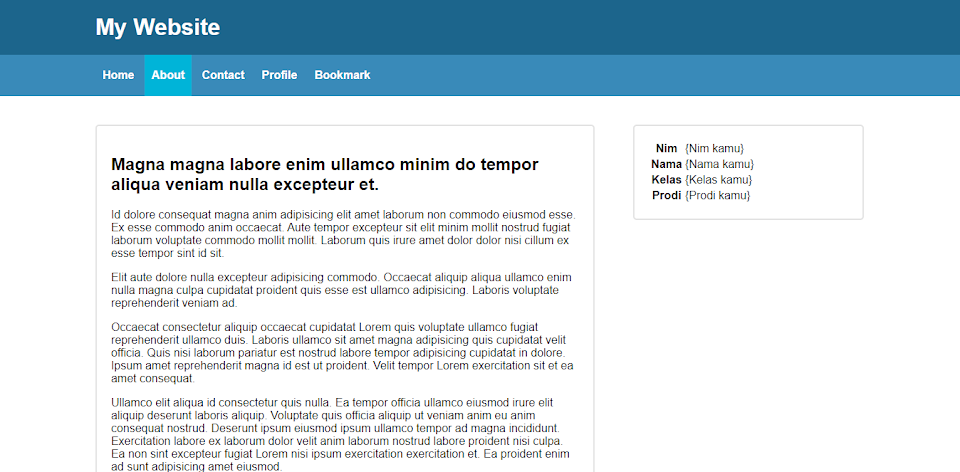 My Website
Home About Contact Profile Bookmark
Magna magna labore enim ullamco minim do tempor
aliqua veniam nulla excepteur et.
Id dolore consequat magna anim adipisicing elit amet laborum non commodo eiusmod esse.
Ex esse commodo anim occaecat. Aute tempor excepteur sit elit minim mollit nostrud fugiat
laborum voluptate commodo mollit mollit. Laborum quis irure amet dolor dolor nisi cillum ex
esse tempor sint id sit.
Elit aute dolore nulla excepteur adipisicing commodo. Occaecat aliquip aliqua ullamco enim
nulla magna culpa cupidatat proident quis esse est ullamco adipisicing. Laboris voluptate
reprehenderit veniam ad.
Occaecat consectetur aliquip occaecat cupidatat Lorem quis voluptate ullamco fugiat
reprehenderit ullamco duis. Laboris ullamco sit amet magna adipisicing quis cupidatat velit
officia. Quis nisi laborum pariatur est nostrud labore tempor adipisicing cupidatat in dolore.
Ipsum amet reprehenderit magna id est ut proident. Velit tempor Lorem exercitation sit et ea
amet consequat.
Ullamco elit aliqua id consectetur quis nulla. Ea tempor officia ullamco eiusmod irure elit
aliquip deserunt laboris aliquip. Voluptate quis officia aliquip ut veniam anim eu anim
consequat nostrud. Deserunt ipsum eiusmod ipsum ullamco tempor ad magna incididunt.
Exercitation labore ex laborum dolor velit anim laborum nostrud labore proident nisi culpa.
Ea non sint excepteur fugiat Lorem nisi ipsum exercitation exercitation et. Ea proident enim
ad sunt adipisicing amet eiusmod.
Nim {Nim kamu}
Nama {Nama kamu}
Kelas {Kelas kamu}
Prodi {Prodi kamu}